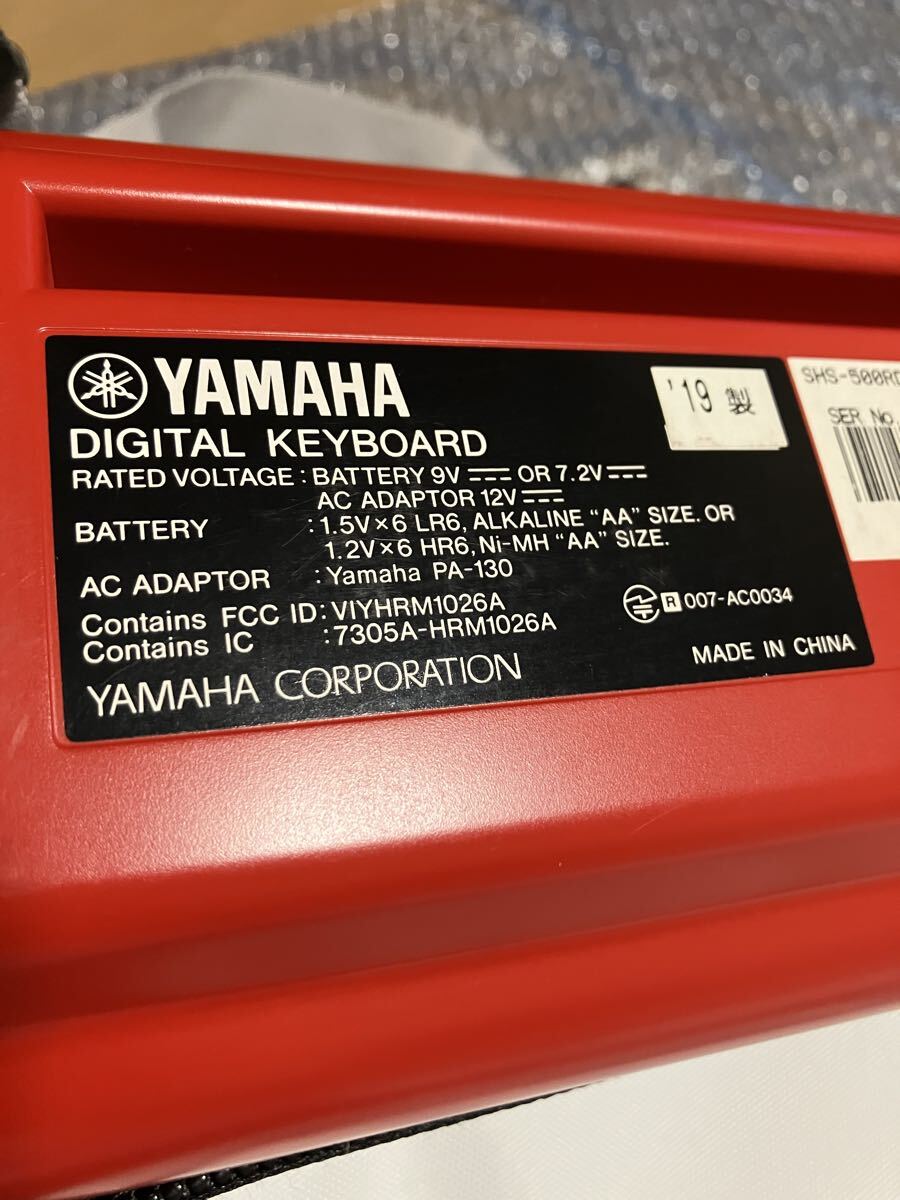 YAMAHA
'19 製
DIGITAL KEYBOARD
RATED VOLTAGE : BATTERY 9V ⎓ OR 7.2V ⎓
AC ADAPTOR 12V ⎓
BATTERY : 1.5V×6 LR6, ALKALINE “AA” SIZE. OR
1.2V×6 HR6, Ni-MH “AA” SIZE.
AC ADAPTOR : Yamaha PA-130
Contains FCC ID : VIYHRM1026A
Contains IC : 7305A-HRM1026A
R 007-AC0034
YAMAHA CORPORATION
MADE IN CHINA
SHS-500RD
SER No.